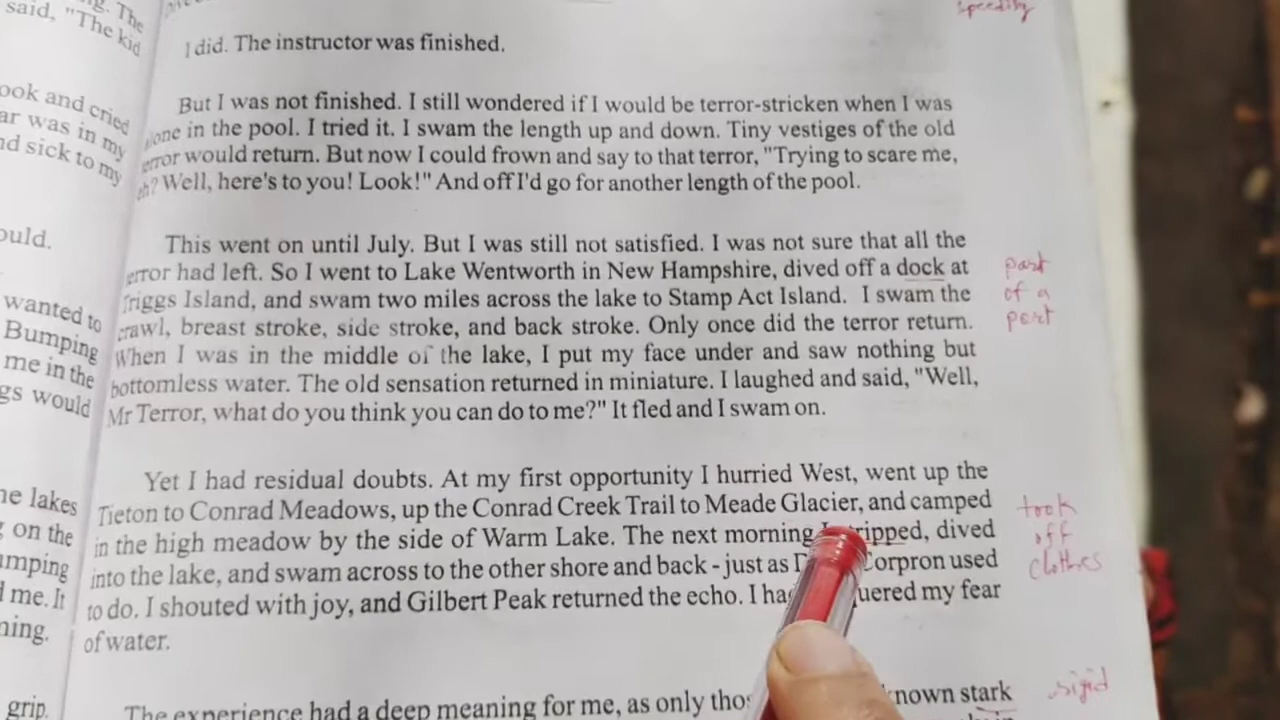 said, "The kid
ook and cried
ar was in my
nd sick to my
ould.
wanted to
Bumping
me in the
gs would
he lakes
on the
umping
me. It
ning.
grip.
I did. The instructor was finished.
But I was not finished. I still wondered if I would be terror-stricken when I was
alone in the pool. I tried it. I swam the length up and down. Tiny vestiges of the old
terror would return. But now I could frown and say to that terror, "Trying to scare me,
eh? Well, here's to you! Look!" And off I'd go for another length of the pool.
This went on until July. But I was still not satisfied. I was not sure that all the
terror had left. So I went to Lake Wentworth in New Hampshire, dived off a dock at
Triggs Island, and swam two miles across the lake to Stamp Act Island. I swam the
crawl, breast stroke, side stroke, and back stroke. Only once did the terror return.
When I was in the middle of the lake, I put my face under and saw nothing but
bottomless water. The old sensation returned in miniature. I laughed and said, "Well,
Mr Terror, what do you think you can do to me?" It fled and I swam on.
Yet I had residual doubts. At my first opportunity I hurried West, went up the
Tieton to Conrad Meadows, up the Conrad Creek Trail to Meade Glacier, and camped
in the high meadow by the side of Warm Lake. The next morning I stripped, dived
into the lake, and swam across to the other shore and back - just as Corpron used
to do. I shouted with joy, and Gilbert Peak returned the echo. I had conquered my fear
of water.
The experience had a deep meaning for me, as only those known stark
speedily
part
of a
port
took
off
clothes
rigid